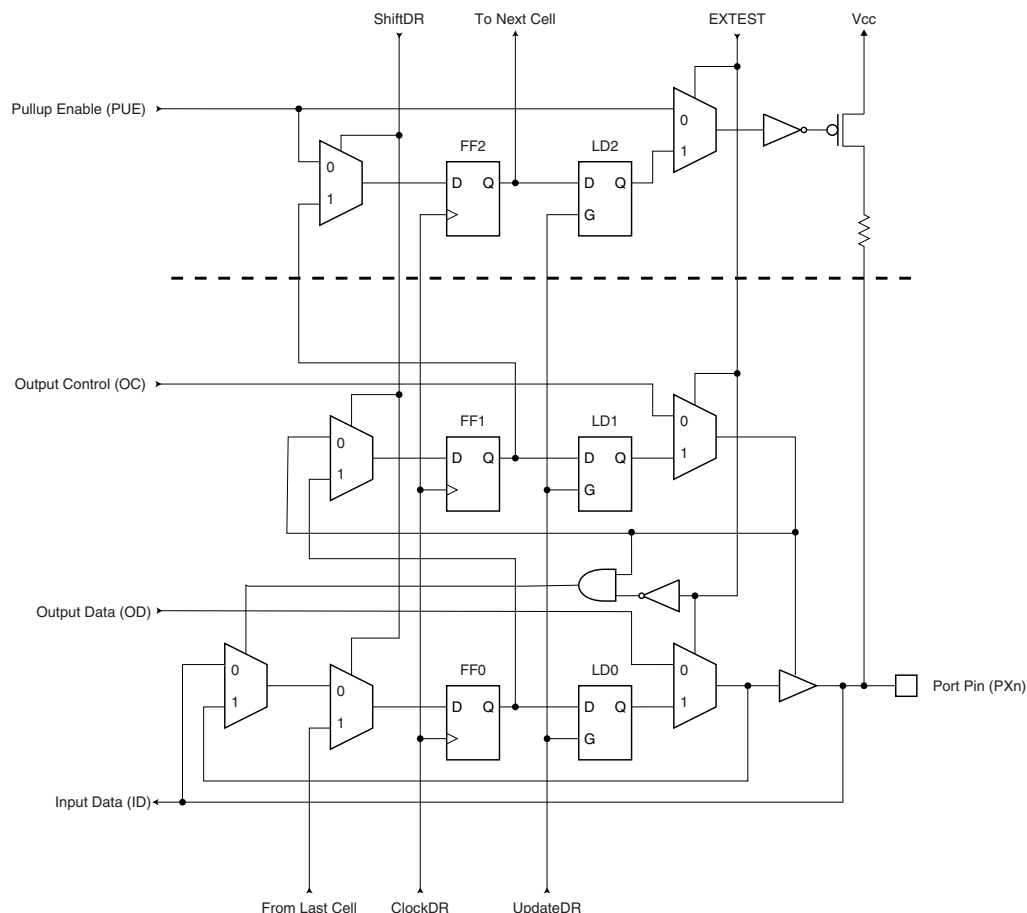 ShiftDR
To Next Cell
EXTEST
Vcc
Pullup Enable (PUE)
0
1
FF2
D Q
LD2
D Q
G
0
1
Output Control (OC)
0
1
FF1
D Q
LD1
D Q
G
0
1
Output Data (OD)
0
1
0
1
FF0
D Q
LD0
D Q
G
0
1
Port Pin (PXn)
Input Data (ID)
From Last Cell
ClockDR
UpdateDR